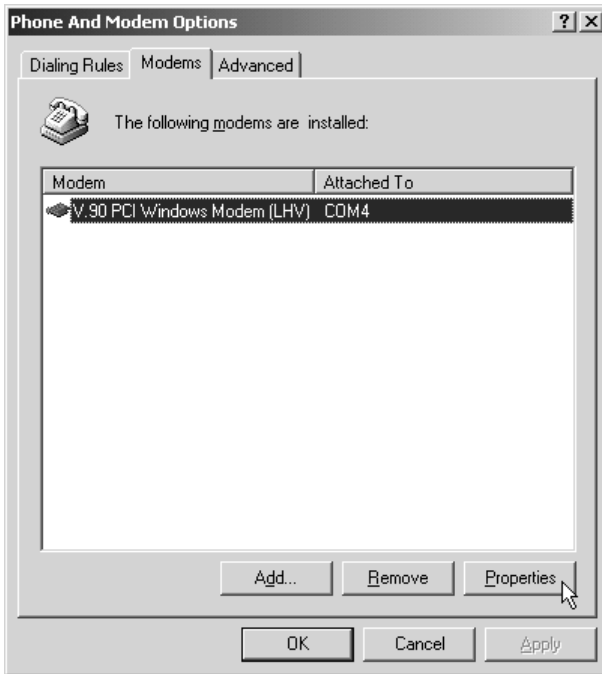 Phone And Modem Options
Dialing Rules Modems Advanced
The following modems are installed:
Modem Attached To
V.90 PCI Windows Modem (LHV) COM4
Add... Remove Properties
OK Cancel Apply